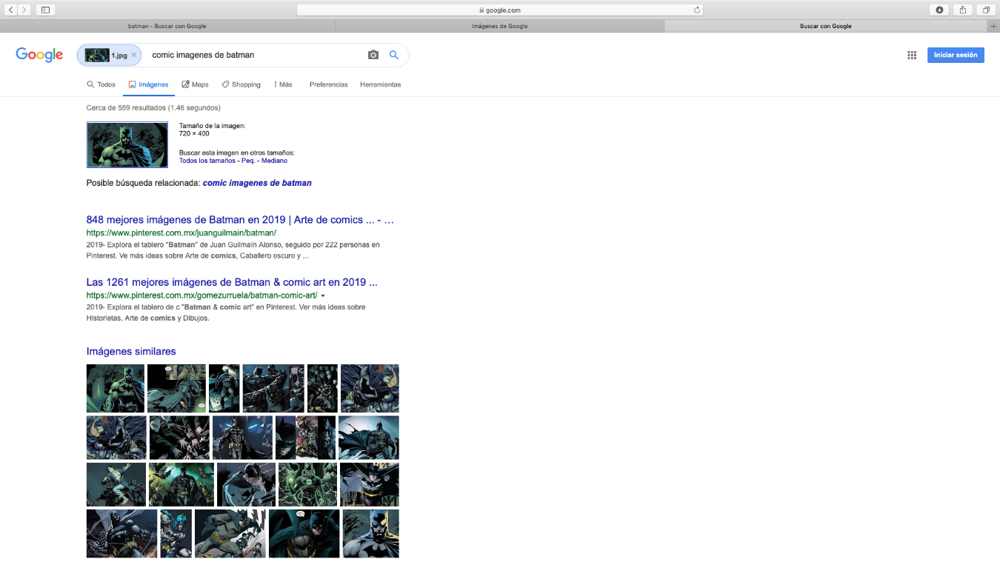 google.com
batman - Buscar con Google
Imágenes de Google
Buscar con Google
Google
1.jpg
comic imagenes de batman
Iniciar sesión
Todos
Imágenes
Maps
Shopping
Más
Preferencias
Herramientas
Cerca de 559 resultados (1.46 segundos)
Tamaño de la imagen:
720 × 400
Buscar esta imagen en otros tamaños:
Todos los tamaños - Peq. - Mediano
Posible búsqueda relacionada: comic imagenes de batman
848 mejores imágenes de Batman en 2019 | Arte de comics ... - ...
https://www.pinterest.com.mx/juanguilmain/batman/
2019- Explora el tablero "Batman" de Juan Guilmaín Alonso, seguido por 222 personas en
Pinterest. Ve más ideas sobre Arte de comics, Caballero oscuro y ...
Las 1261 mejores imágenes de Batman & comic art en 2019 ...
https://www.pinterest.com.mx/gomezurruela/batman-comic-art/
2019- Explora el tablero de c "Batman & comic art" en Pinterest. Ver más ideas sobre
Historietas, Arte de comics y Dibujos.
Imágenes similares